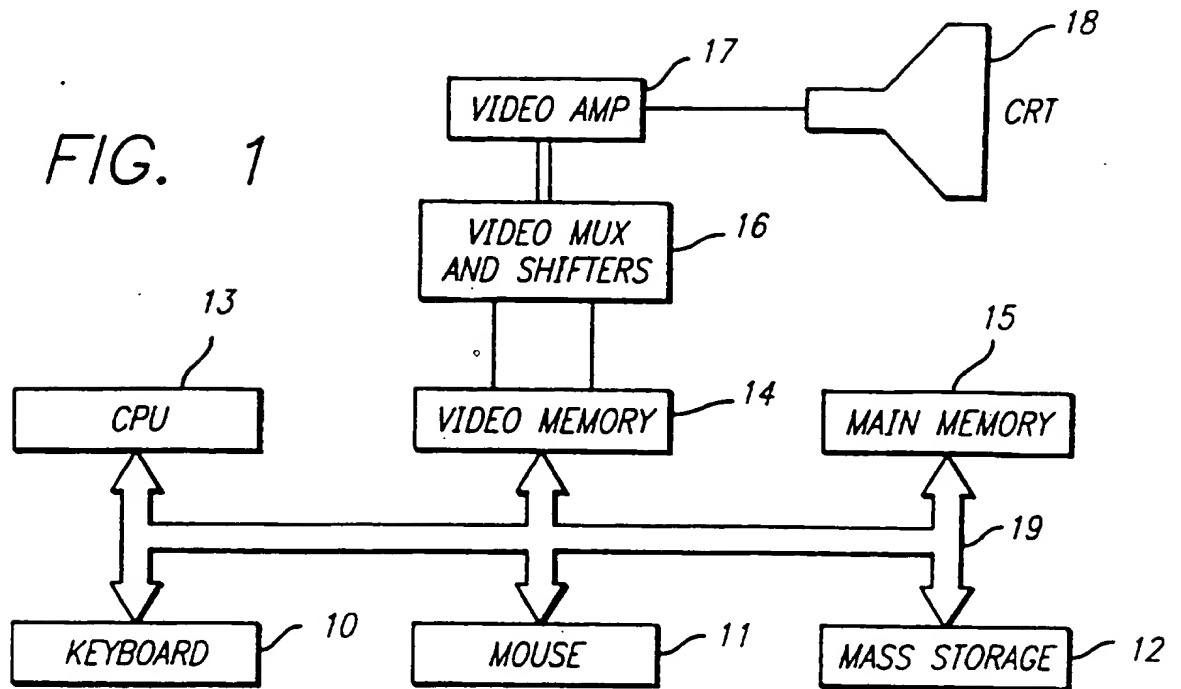 FIG. 1
17
VIDEO AMP
18
CRT
VIDEO MUX
AND SHIFTERS
16
13
CPU
VIDEO MEMORY
14
15
MAIN MEMORY
19
KEYBOARD
10
MOUSE
11
MASS STORAGE
12